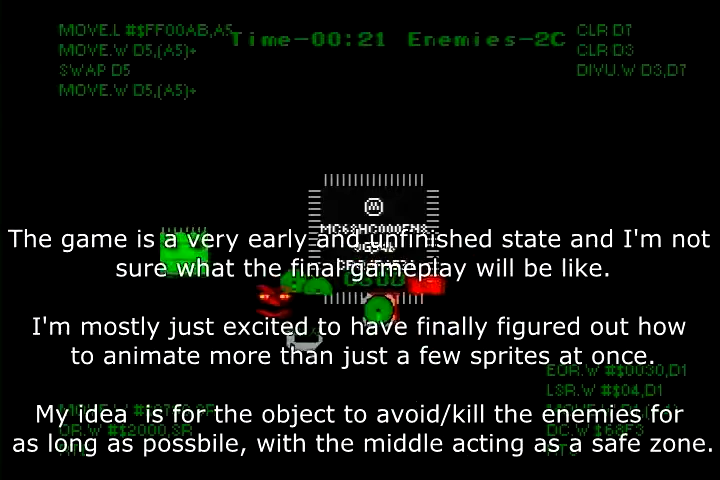 MOVE.L #$FF00AB,A5
MOVE.w D5,(A5)+
SWAP D5
MOVE.w D5,(A5)+
Time-00:21 Enemies-2C
CLR D7
CLR D3
DIVU.w D3,D7
The game is a very early and unfinished state and I'm not
sure what the final gameplay will be like.
I'm mostly just excited to have finally figured out how
to animate more than just a few sprites at once.
EOR.w #$0030,D1
LSR.w #$04,D1
My idea is for the object to avoid/kill the enemies for
as long as possbile, with the middle acting as a safe zone.
OR.w #$2000,SR